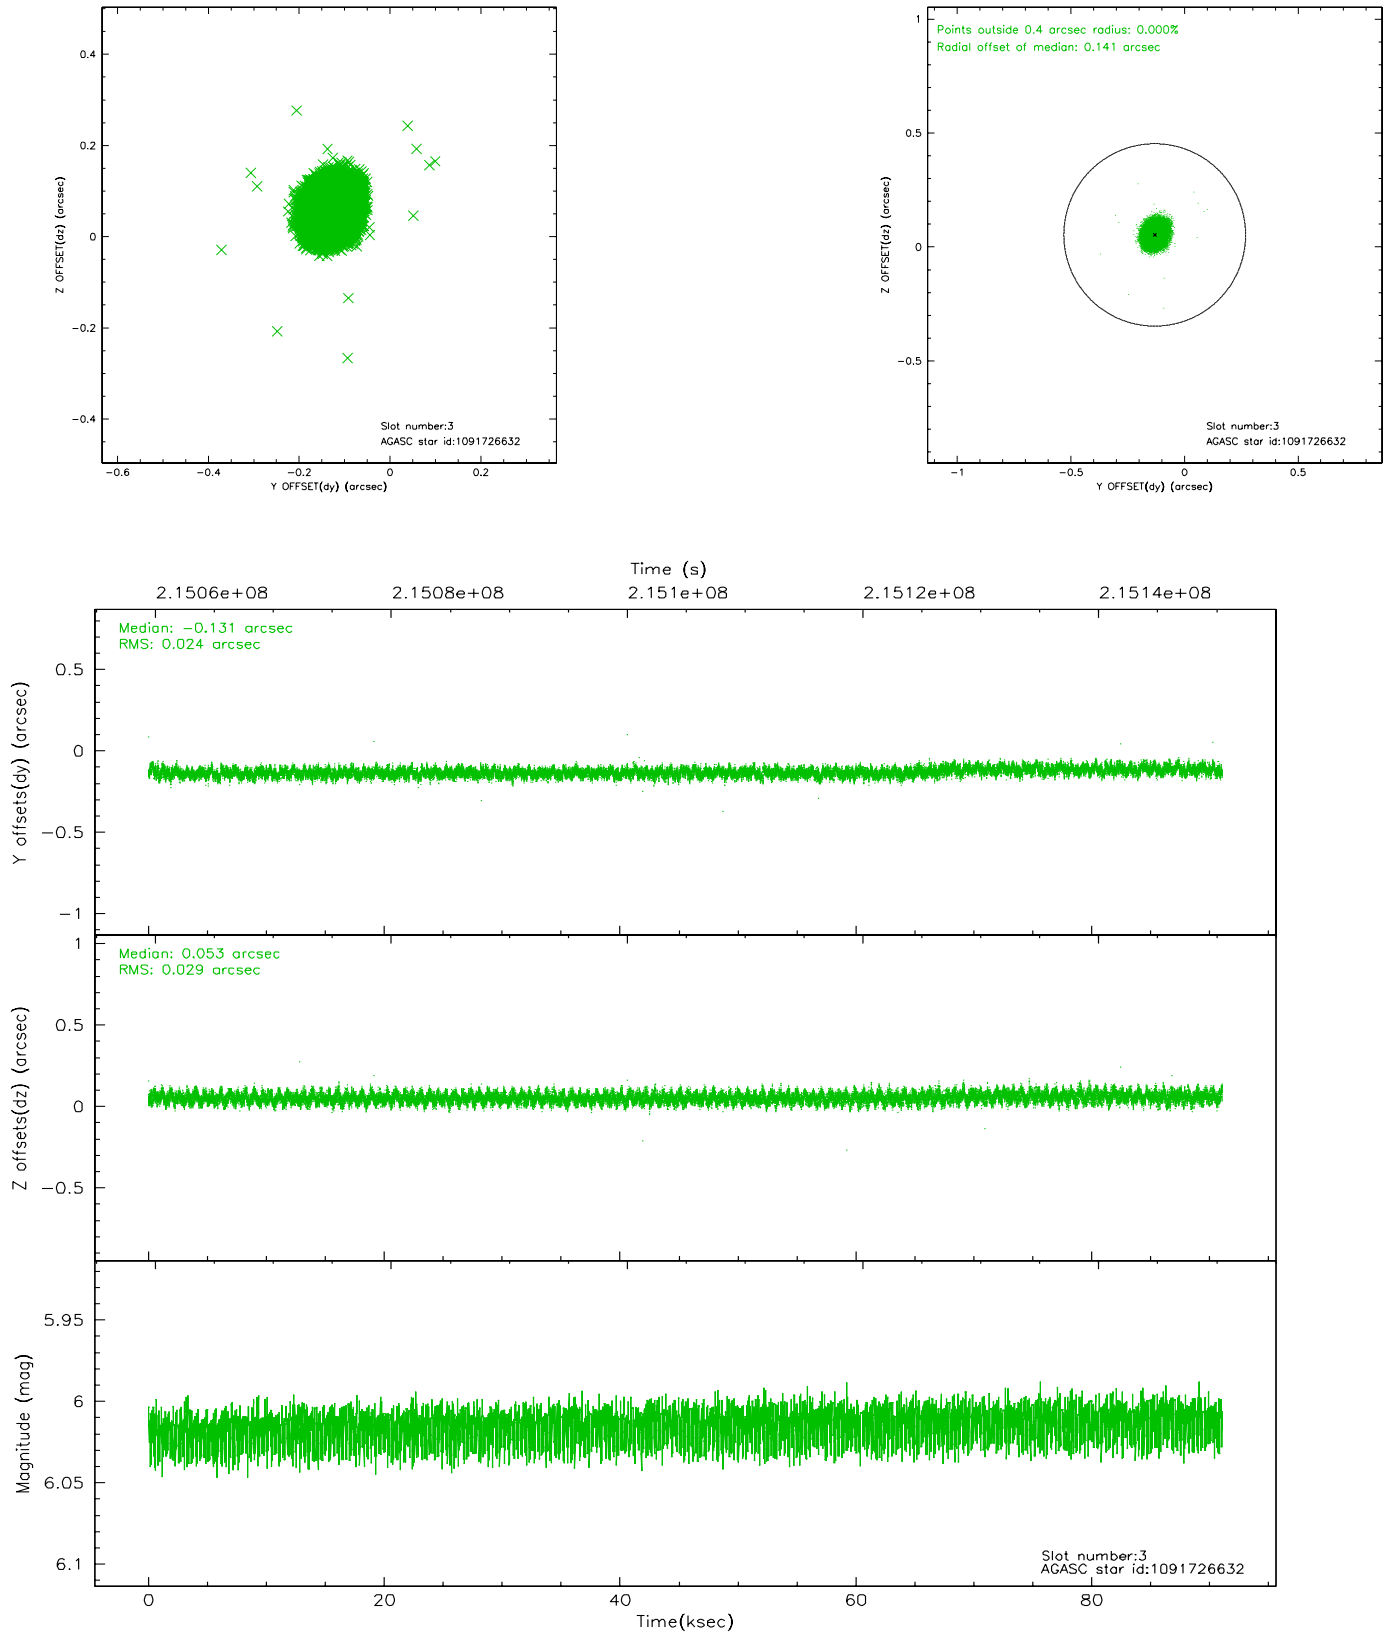 0.4
0.2
0
−0.2
−0.4
Z OFFSET(dz) (arcsec)
Slot number:3
AGASC star id:1091726632
−0.6 −0.4 −0.2 0 0.2
Y OFFSET(dy) (arcsec)
Points outside 0.4 arcsec radius: 0.000%
Radial offset of median: 0.141 arcsec
1
0.5
0
−0.5
Z OFFSET(dz) (arcsec)
Slot number:3
AGASC star id:1091726632
−1 −0.5 0 0.5
Y OFFSET(dy) (arcsec)
Time (s)
2.1506e+08 2.1508e+08 2.151e+08 2.1512e+08 2.1514e+08
Median: −0.131 arcsec
RMS: 0.024 arcsec
0.5
0
−0.5
−1
Y offsets(dy) (arcsec)
Median: 0.053 arcsec
RMS: 0.029 arcsec
1
0.5
0
−0.5
Z offsets(dz) (arcsec)
5.95
6
6.05
6.1
Magnitude (mag)
Slot number:3
AGASC star id:1091726632
0 20 40 60 80
Time(ksec)